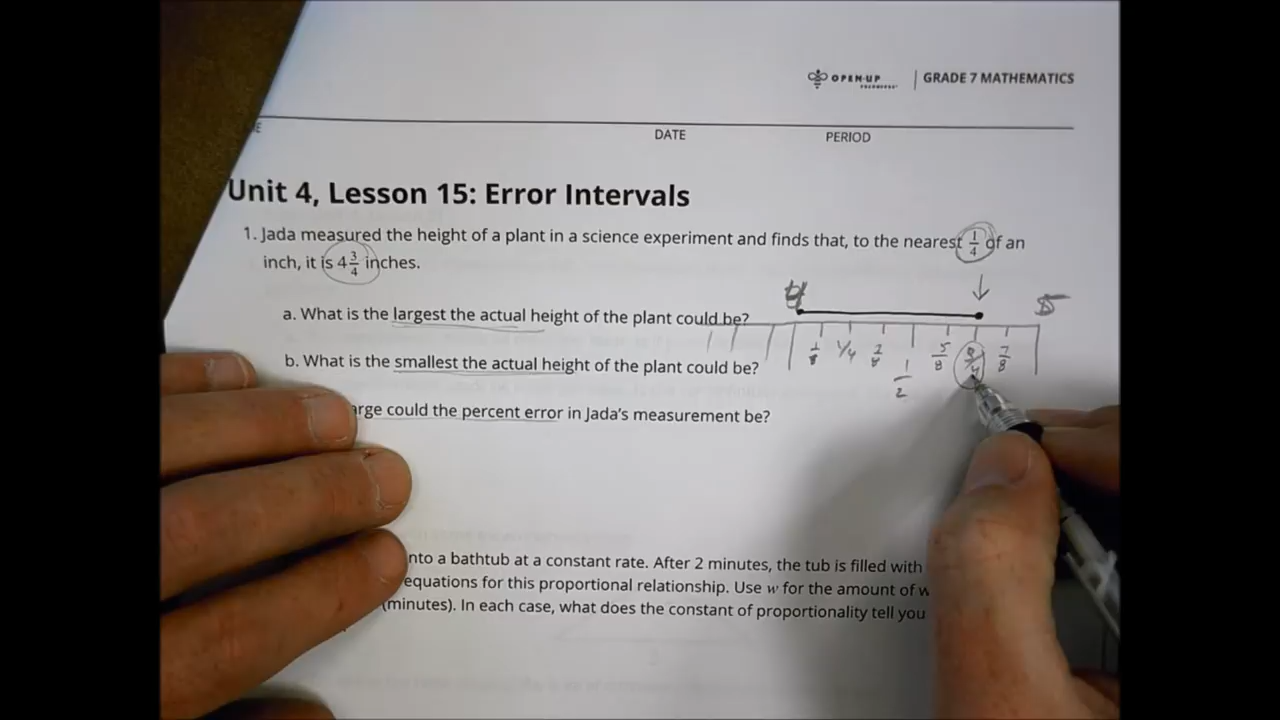 OPEN-UP GRADE 7 MATHEMATICS
DATE PERIOD
Unit 4, Lesson 15: Error Intervals
1. Jada measured the height of a plant in a science experiment and finds that, to the nearest 1/4 of an
inch, it is 4 3/4 inches.
4 5
a. What is the largest the actual height of the plant could be?
1/8 1/4 1/2 5/8 3/4 7/8
b. What is the smallest the actual height of the plant could be?
arge could the percent error in Jada's measurement be?
nto a bathtub at a constant rate. After 2 minutes, the tub is filled with
equations for this proportional relationship. Use w for the amount of w
(minutes). In each case, what does the constant of proportionality tell you